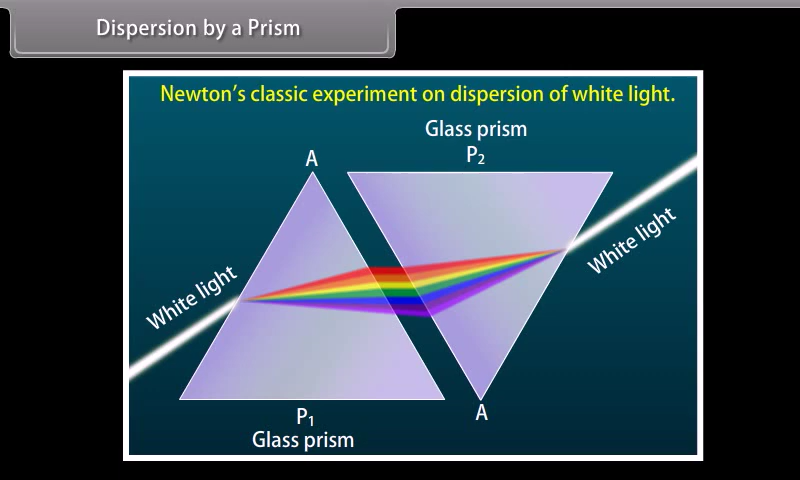 Dispersion by a Prism
Newton's classic experiment on dispersion of white light.
Glass prism
P₂
A
White light
White light
P₁
Glass prism
A